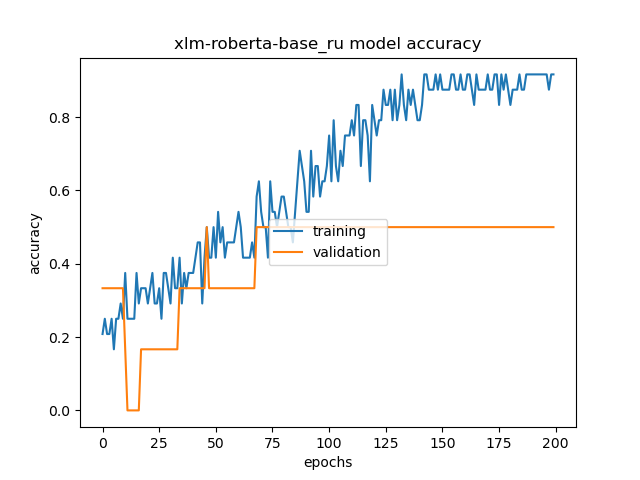 xlm-roberta-base_ru model accuracy
accuracy
0.8
0.6
0.4
0.2
0.0
training
validation
0 25 50 75 100 125 150 175 200
epochs